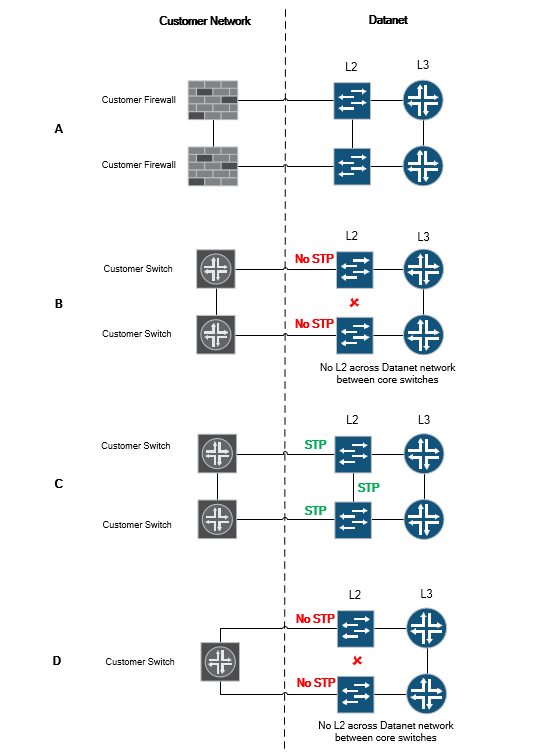 Customer Network
Datanet
L2
L3
Customer Firewall
A
Customer Firewall
L2
L3
No STP
Customer Switch
B
No STP
Customer Switch
No L2 across Datanet network
between core switches
L2
L3
Customer Switch
STP
C
STP
STP
Customer Switch
L2
L3
No STP
D
Customer Switch
No STP
No L2 across Datanet network
between core switches